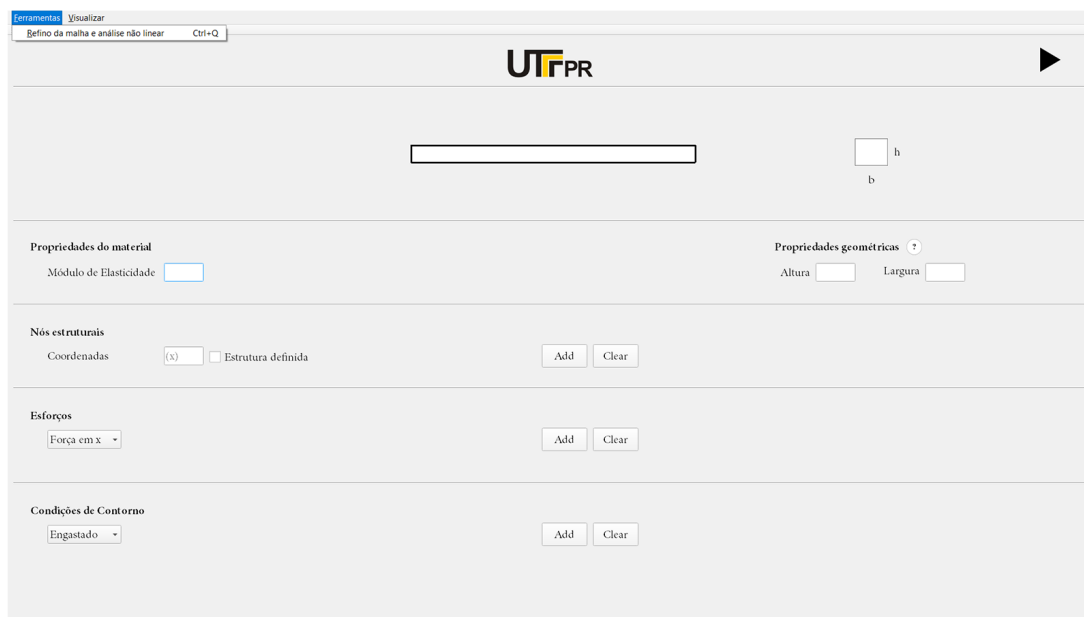 Ferramentas Visualizar
Refino da malha e análise não linear Ctrl+Q
UTFPR
h
b
Propriedades do material
Propriedades geométricas ?
Módulo de Elasticidade
Altura Largura
Nós estruturais
Coordenadas (x) Estrutura definida Add Clear
Esforços
Força em x Add Clear
Condições de Contorno
Engastado Add Clear